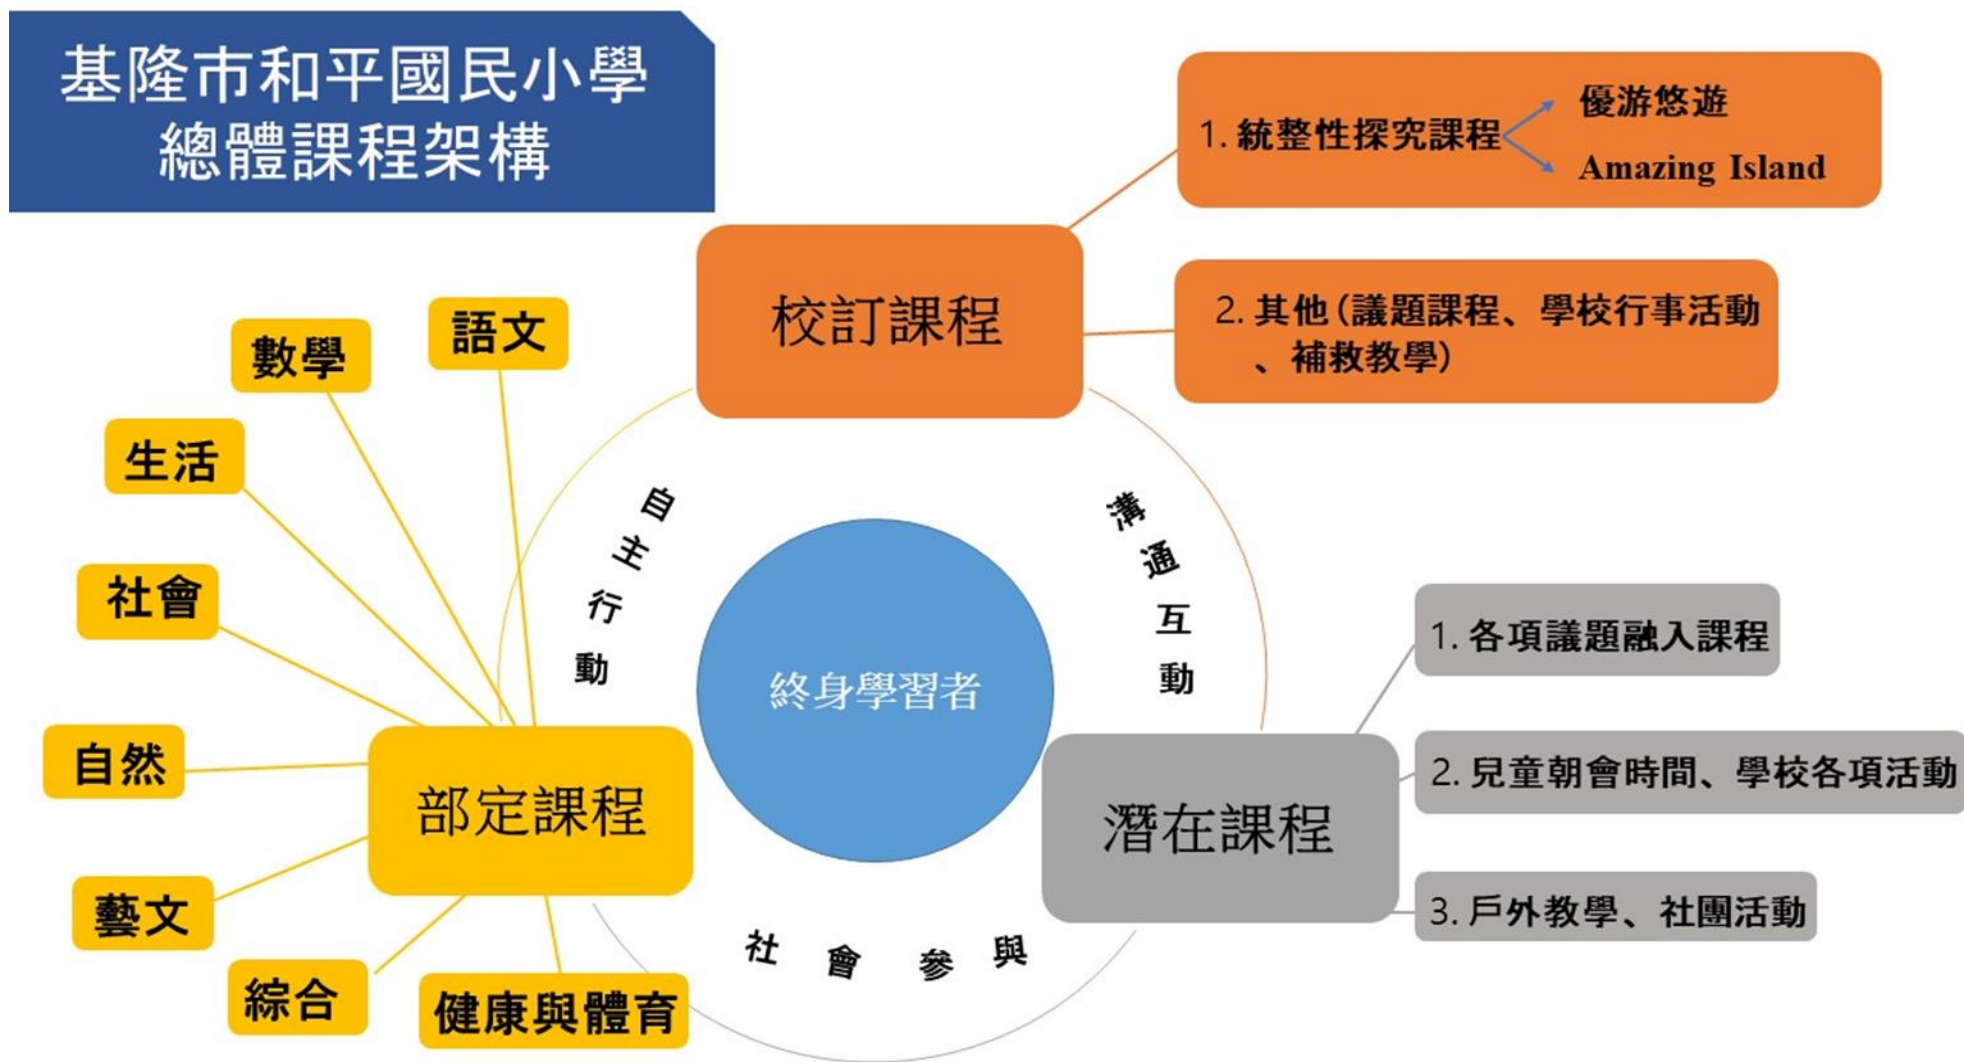 基隆市和平國民小學
總體課程架構
校訂課程
1. 統整性探究課程
優游悠遊
Amazing Island
2. 其他(議題課程、學校行事活動
、補救教學)
語文
數學
生活
社會
自然
藝文
綜合
健康與體育
部定課程
自主行動
溝通互動
社會參與
終身學習者
潛在課程
1. 各項議題融入課程
2. 兒童朝會時間、學校各項活動
3. 戶外教學、社團活動